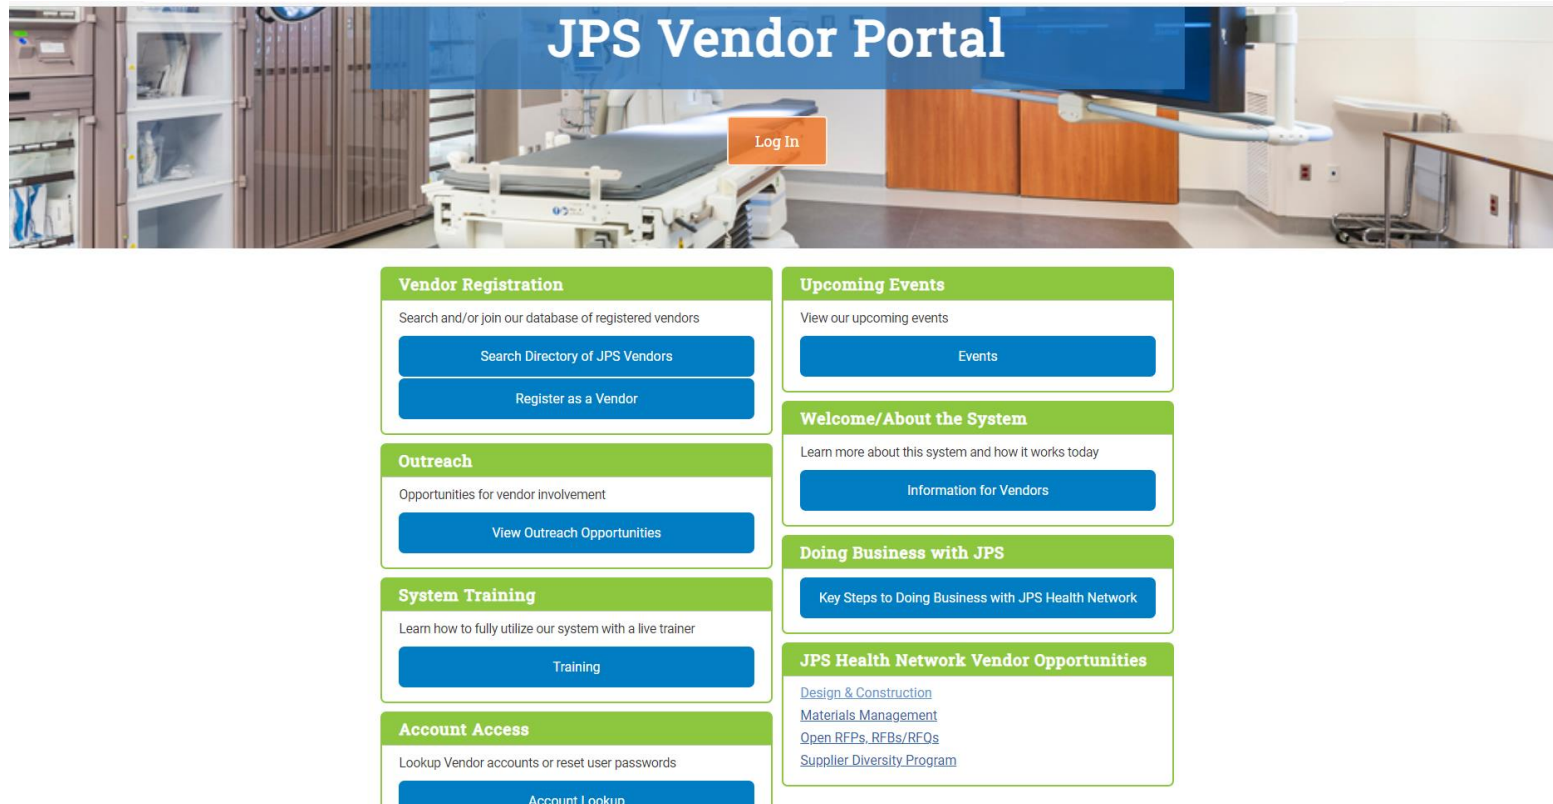 JPS Vendor Portal
Log In
Vendor Registration
Search and/or join our database of registered vendors
Search Directory of JPS Vendors
Register as a Vendor
Outreach
Opportunities for vendor involvement
View Outreach Opportunities
System Training
Learn how to fully utilize our system with a live trainer
Training
Account Access
Lookup Vendor accounts or reset user passwords
Account Lookup
Upcoming Events
View our upcoming events
Events
Welcome/About the System
Learn more about this system and how it works today
Information for Vendors
Doing Business with JPS
Key Steps to Doing Business with JPS Health Network
JPS Health Network Vendor Opportunities
Design & Construction
Materials Management
Open RFPs, RFBs/RFQs
Supplier Diversity Program